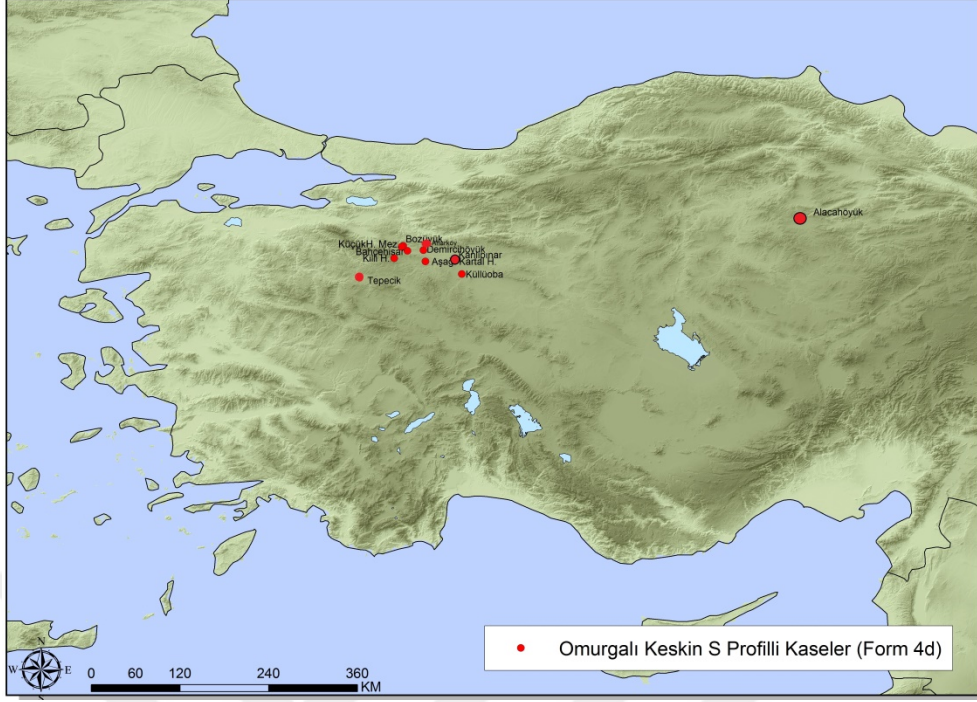 Alacahöyük
Bozüyük
KüçükH. Mez.
Bahçehisar
Demircihöyük
Kanlıpınar
Aşağı Kartal H.
Küllüoba
Tepecik
Omurgalı Keskin S Profilli Kaseler (Form 4d)
N
W
E
S
0 60 120 240 360
KM